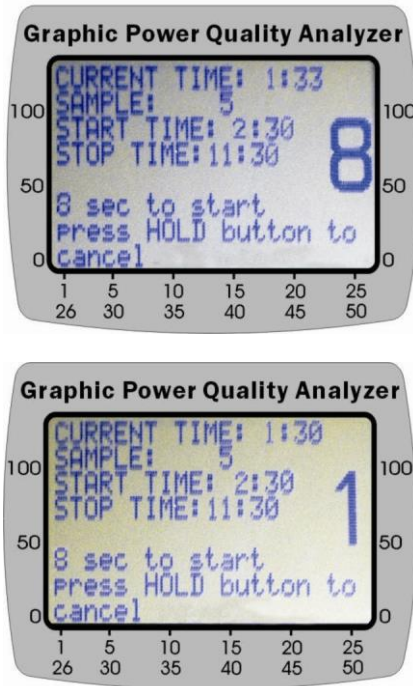 Graphic Power Quality Analyzer
CURRENT TIME: 1:33
SAMPLE: 5
START TIME: 2:30
STOP TIME:11:30
8
8 sec to start
press HOLD button to
cancel
100 100
50 50
0 0
1 5 10 15 20 25
26 30 35 40 45 50
Graphic Power Quality Analyzer
CURRENT TIME: 1:30
SAMPLE: 5
START TIME: 2:30
STOP TIME:11:30
1
8 sec to start
press HOLD button to
cancel
100 100
50 50
0 0
1 5 10 15 20 25
26 30 35 40 45 50